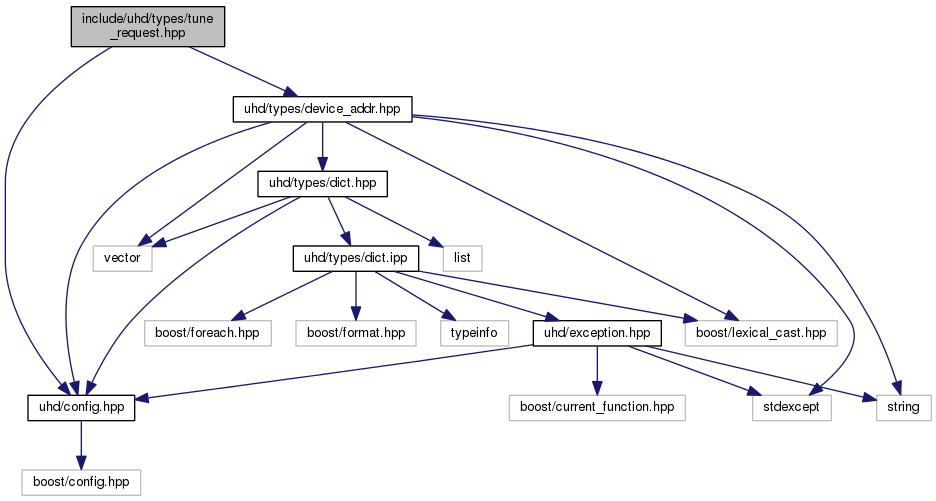 include/uhd/types/tune
_request.hpp
uhd/types/device_addr.hpp
uhd/types/dict.hpp
vector
uhd/types/dict.ipp
list
boost/foreach.hpp
boost/format.hpp
typeinfo
uhd/exception.hpp
boost/lexical_cast.hpp
uhd/config.hpp
boost/current_function.hpp
stdexcept
string
boost/config.hpp